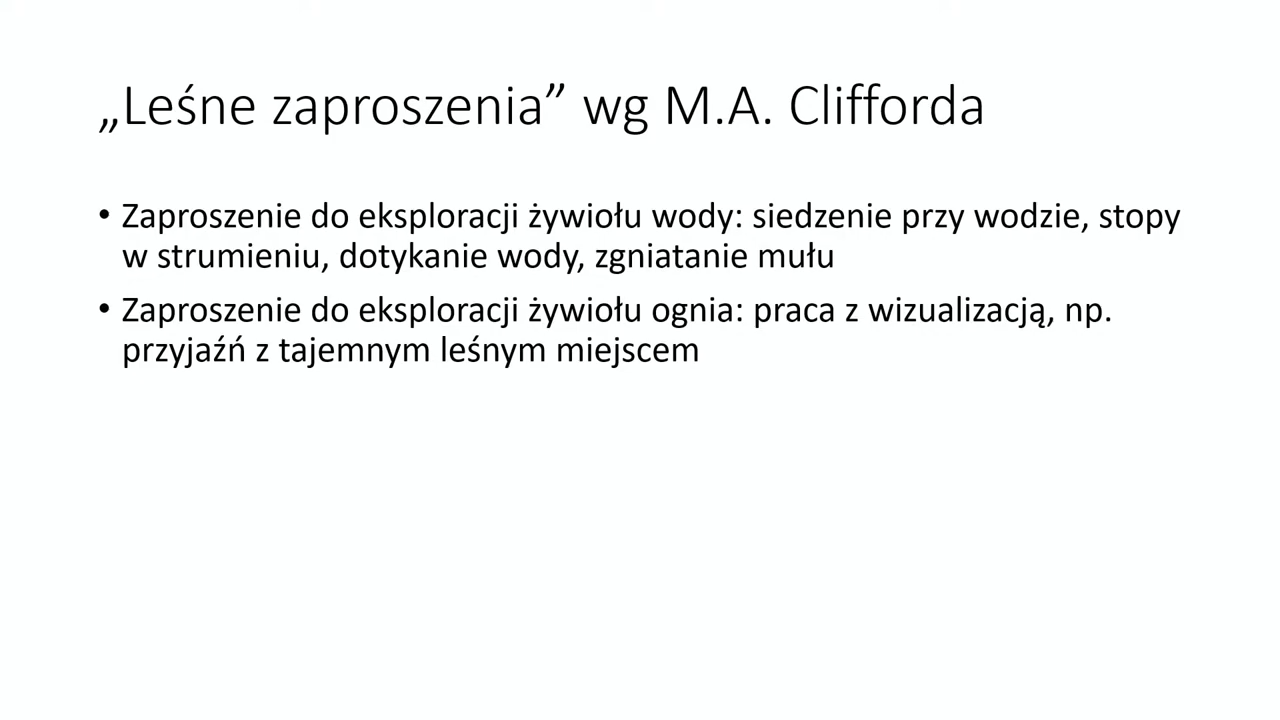 „Leśne zaproszenia” wg M.A. Clifforda
• Zaproszenie do eksploracji żywiołu wody: siedzenie przy wodzie, stopy
w strumieniu, dotykanie wody, zgniatanie mułu
• Zaproszenie do eksploracji żywiołu ognia: praca z wizualizacją, np.
przyjaźń z tajemnym leśnym miejscem